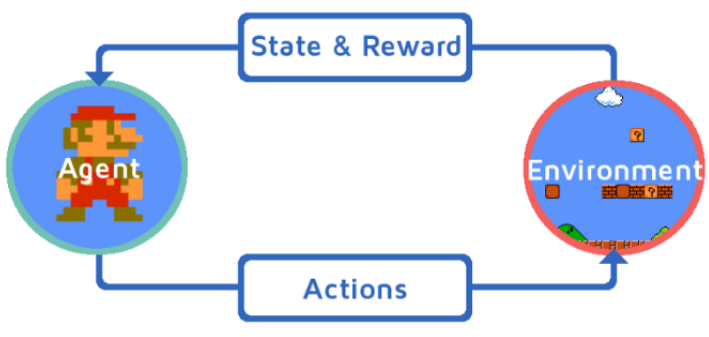 State & Reward
Agent
Environment
?
?
Actions